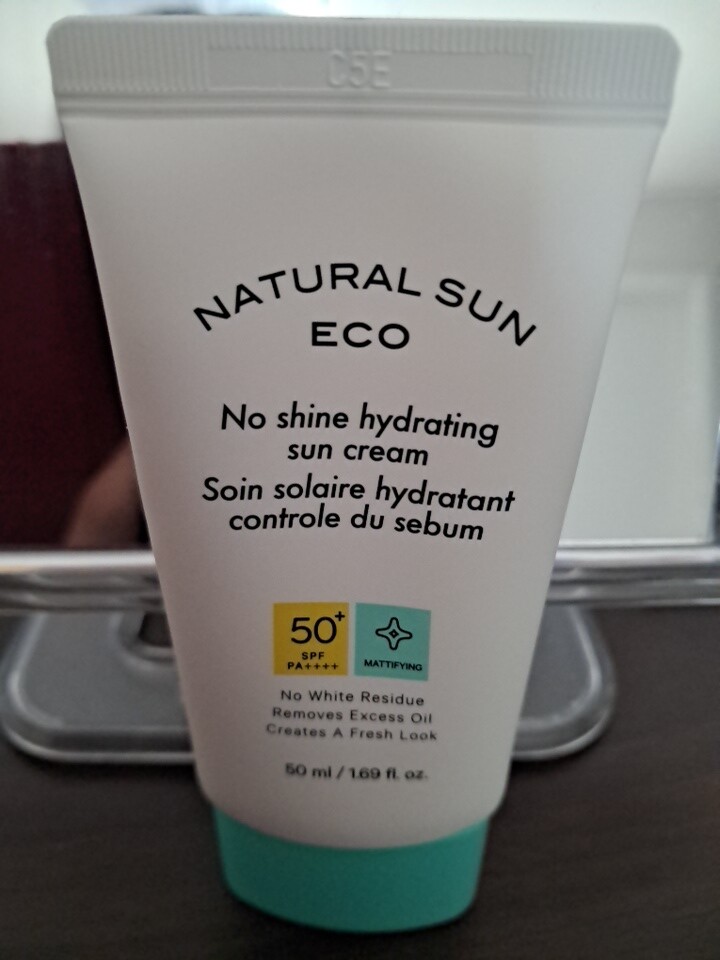 C5E
NATURAL SUN
ECO
No shine hydrating
sun cream
Soin solaire hydratant
controle du sebum
50+
SPF
PA++++
MATTIFYING
No White Residue
Removes Excess Oil
Creates A Fresh Look
50 ml / 1.69 fl. oz.